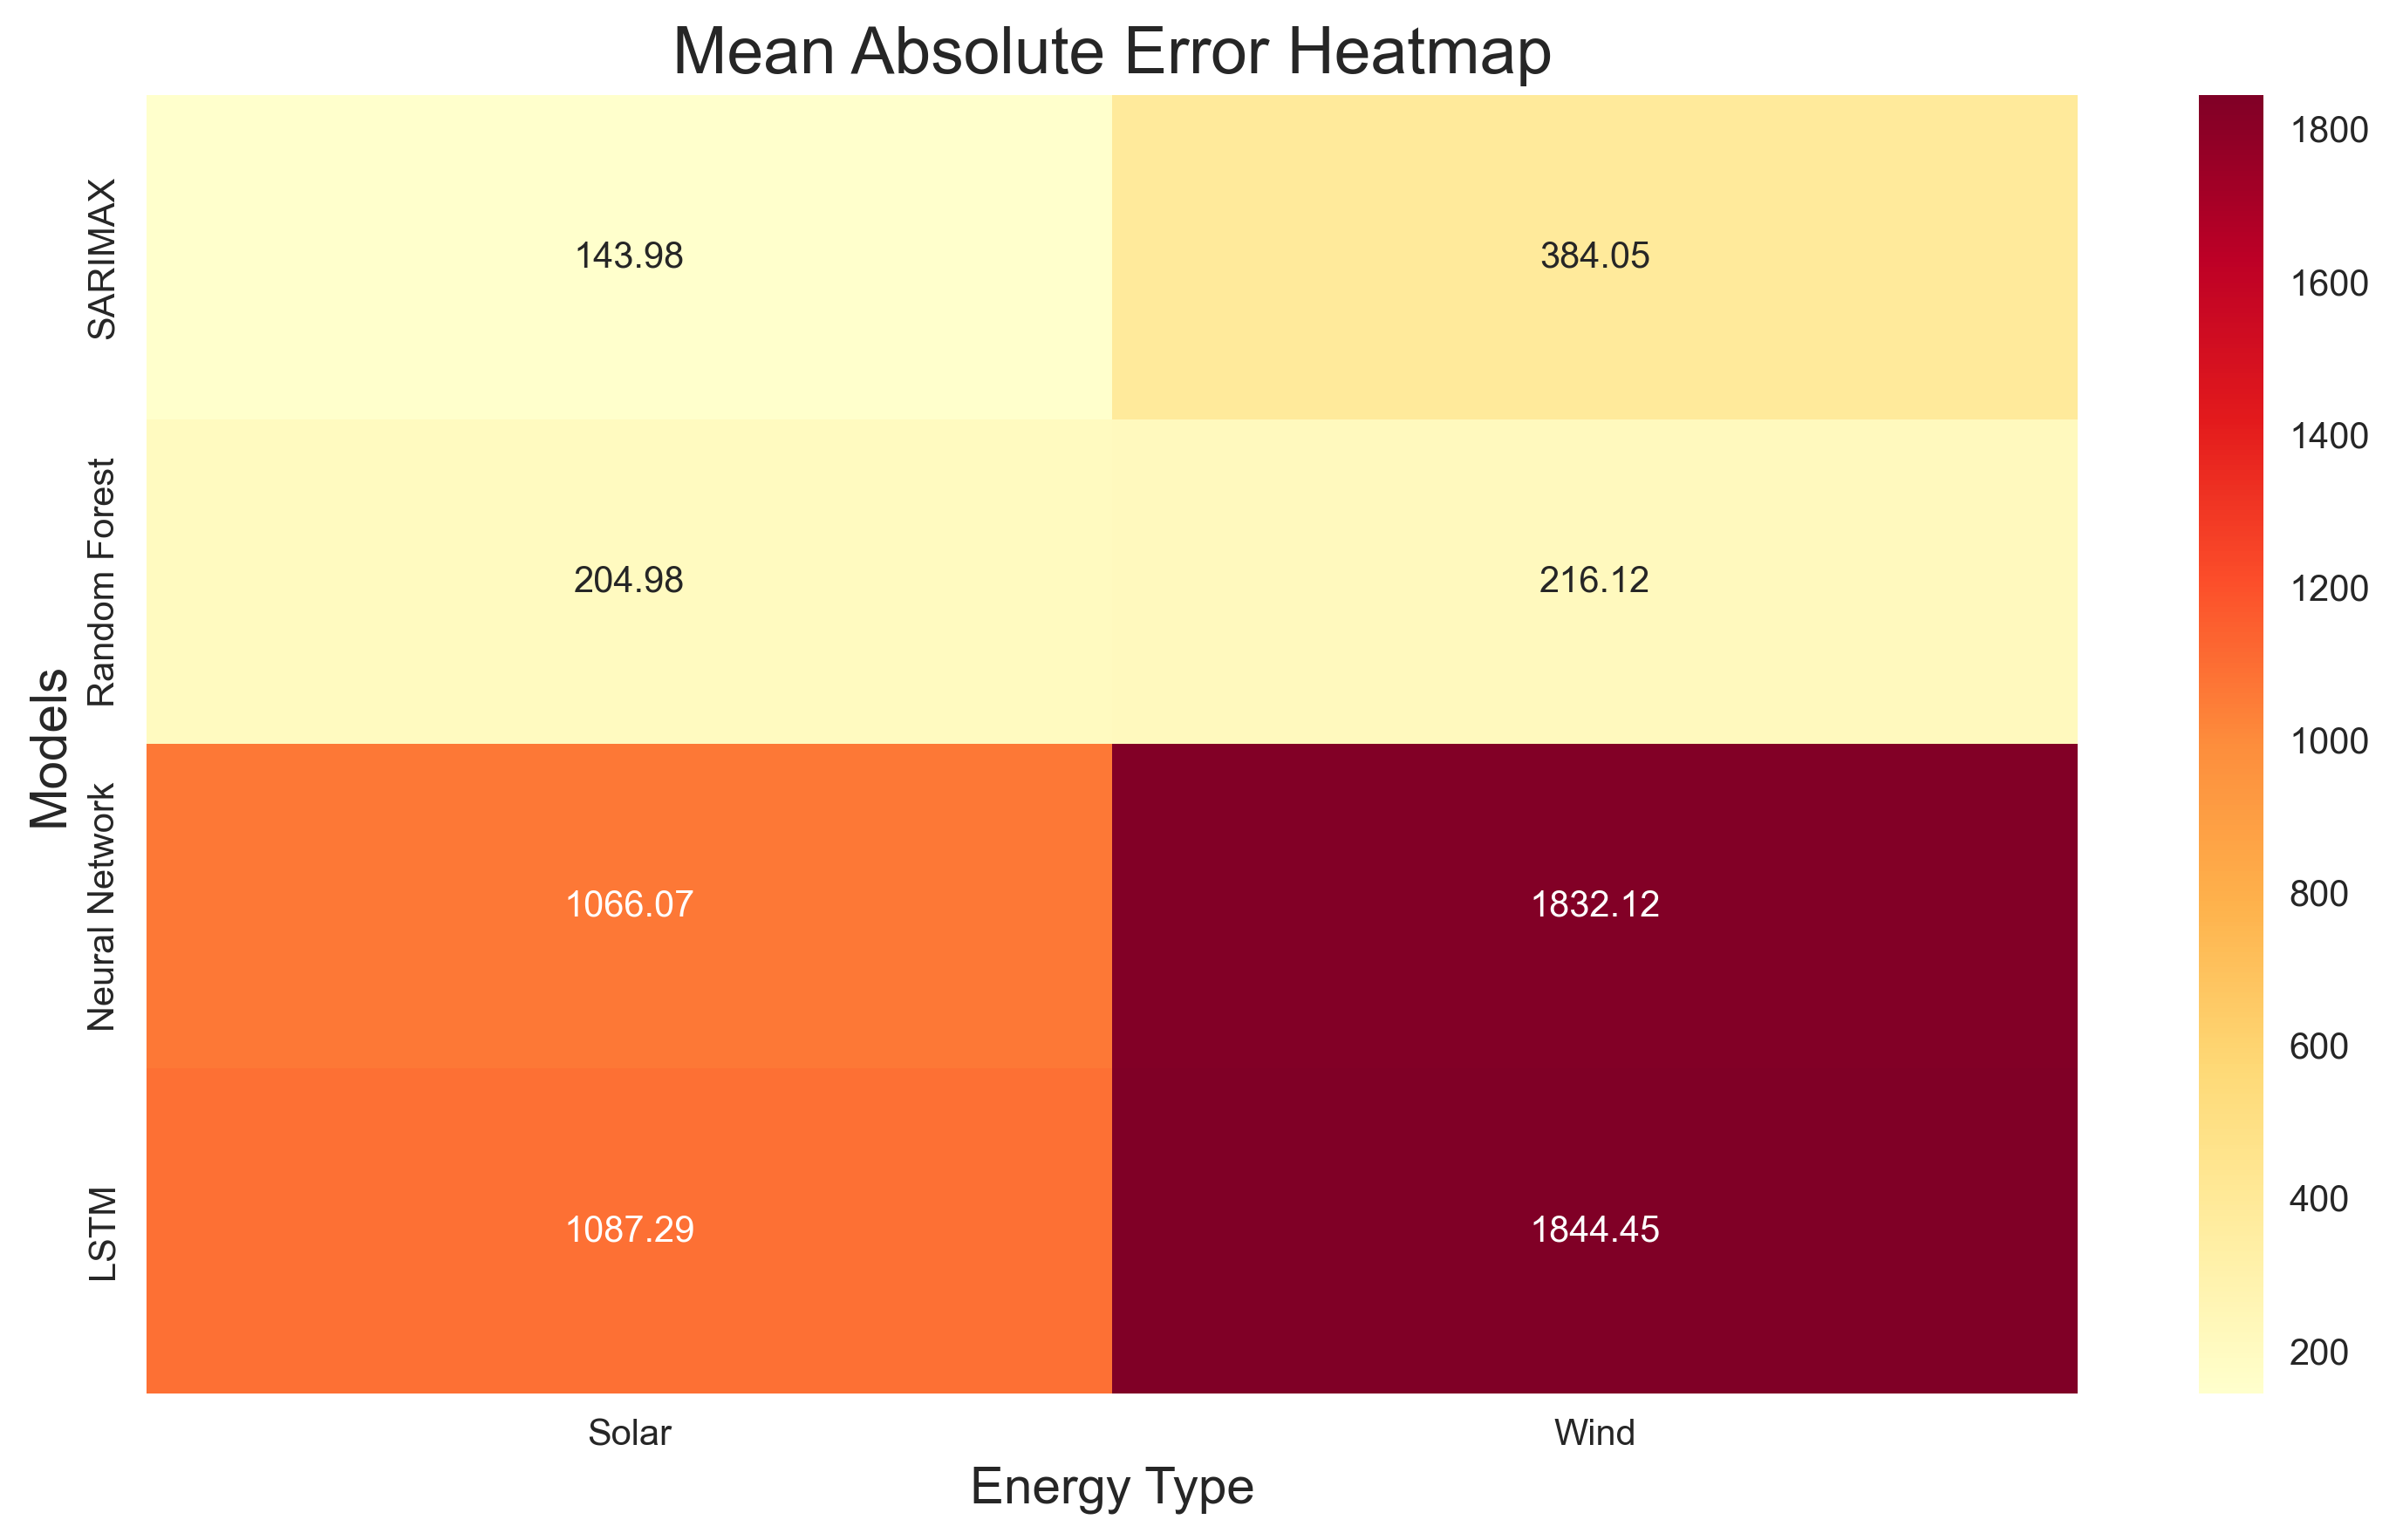 Mean Absolute Error Heatmap
Models
SARIMAX
143.98
384.05
Random Forest
204.98
216.12
Neural Network
1066.07
1832.12
LSTM
1087.29
1844.45
Solar
Wind
Energy Type
1800
1600
1400
1200
1000
800
600
400
200